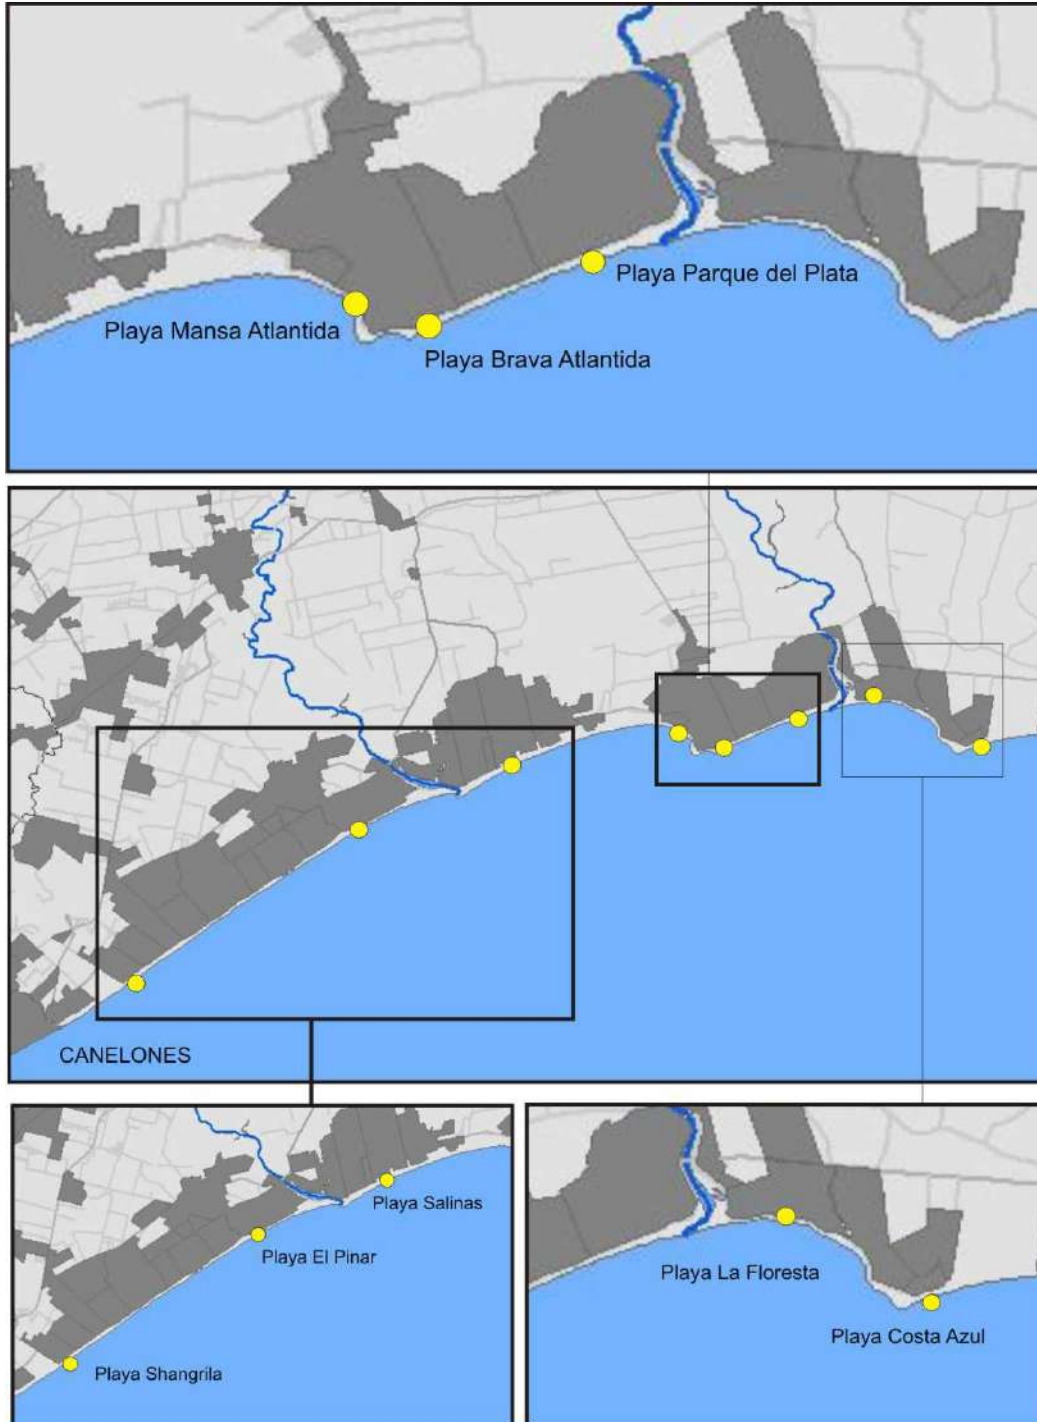 Playa Parque del Plata
Playa Mansa Atlantida
Playa Brava Atlantida
CANELONES
Playa Salinas
Playa El Pinar
Playa Shangrila
Playa La Floresta
Playa Costa Azul